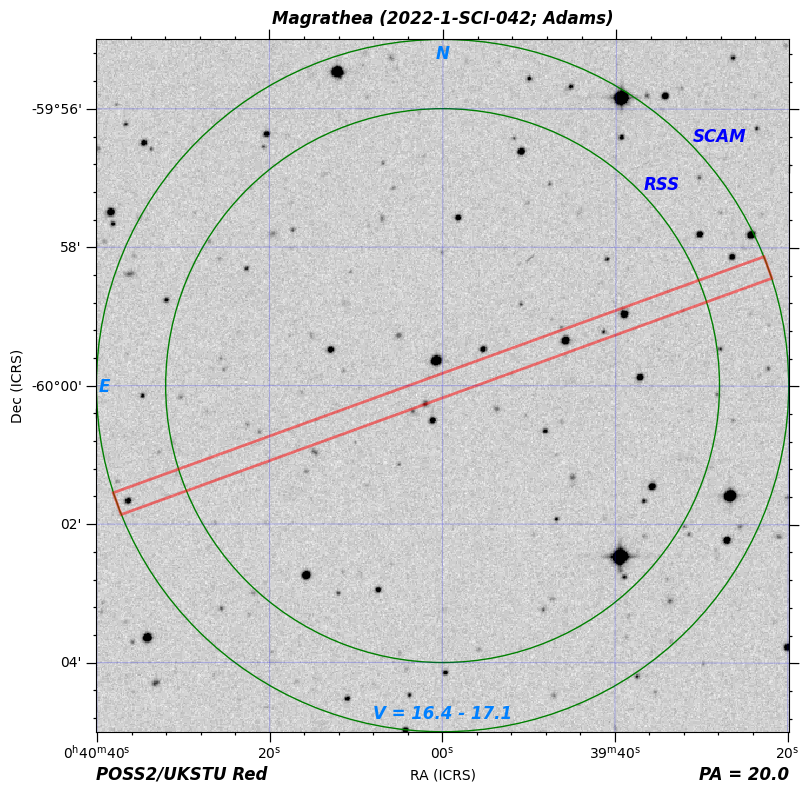 Magrathea (2022-1-SCI-042; Adams)
N
-59°56'
SCAM
RSS
58'
-60°00'
E
02'
04'
V = 16.4 - 17.1
0ʰ40ᵐ40ˢ
20ˢ
00ˢ
39ᵐ40ˢ
20ˢ
Dec (ICRS)
RA (ICRS)
POSS2/UKSTU Red
PA = 20.0